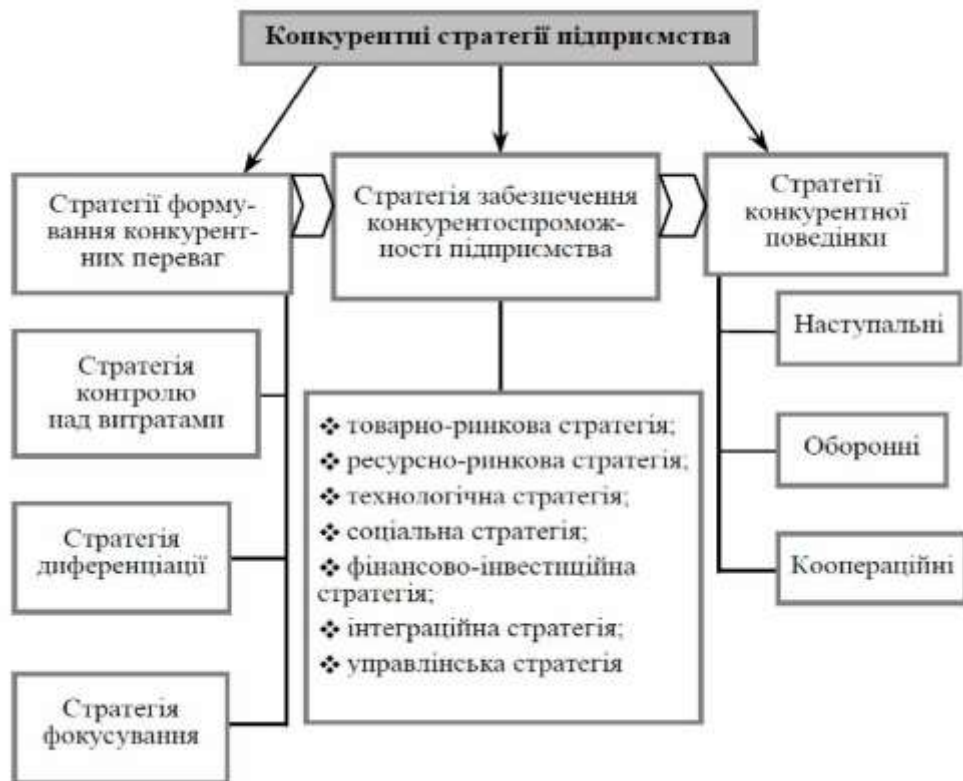 Конкурентні стратегії підприємства
Стратегії форму-
вання конкурент-
них переваг
Стратегія забезпечення
конкурентоспромож-
ності підприємства
Стратегії
конкурентної
поведінки
Стратегія
контролю
над витратами
Стратегія
диференціації
Стратегія
фокусування
❖ товарно-ринкова стратегія;
❖ ресурсно-ринкова стратегія;
❖ технологічна стратегія;
❖ соціальна стратегія;
❖ фінансово-інвестиційна
стратегія;
❖ інтеграційна стратегія;
❖ управлінська стратегія
Наступальні
Оборонні
Коопераційні